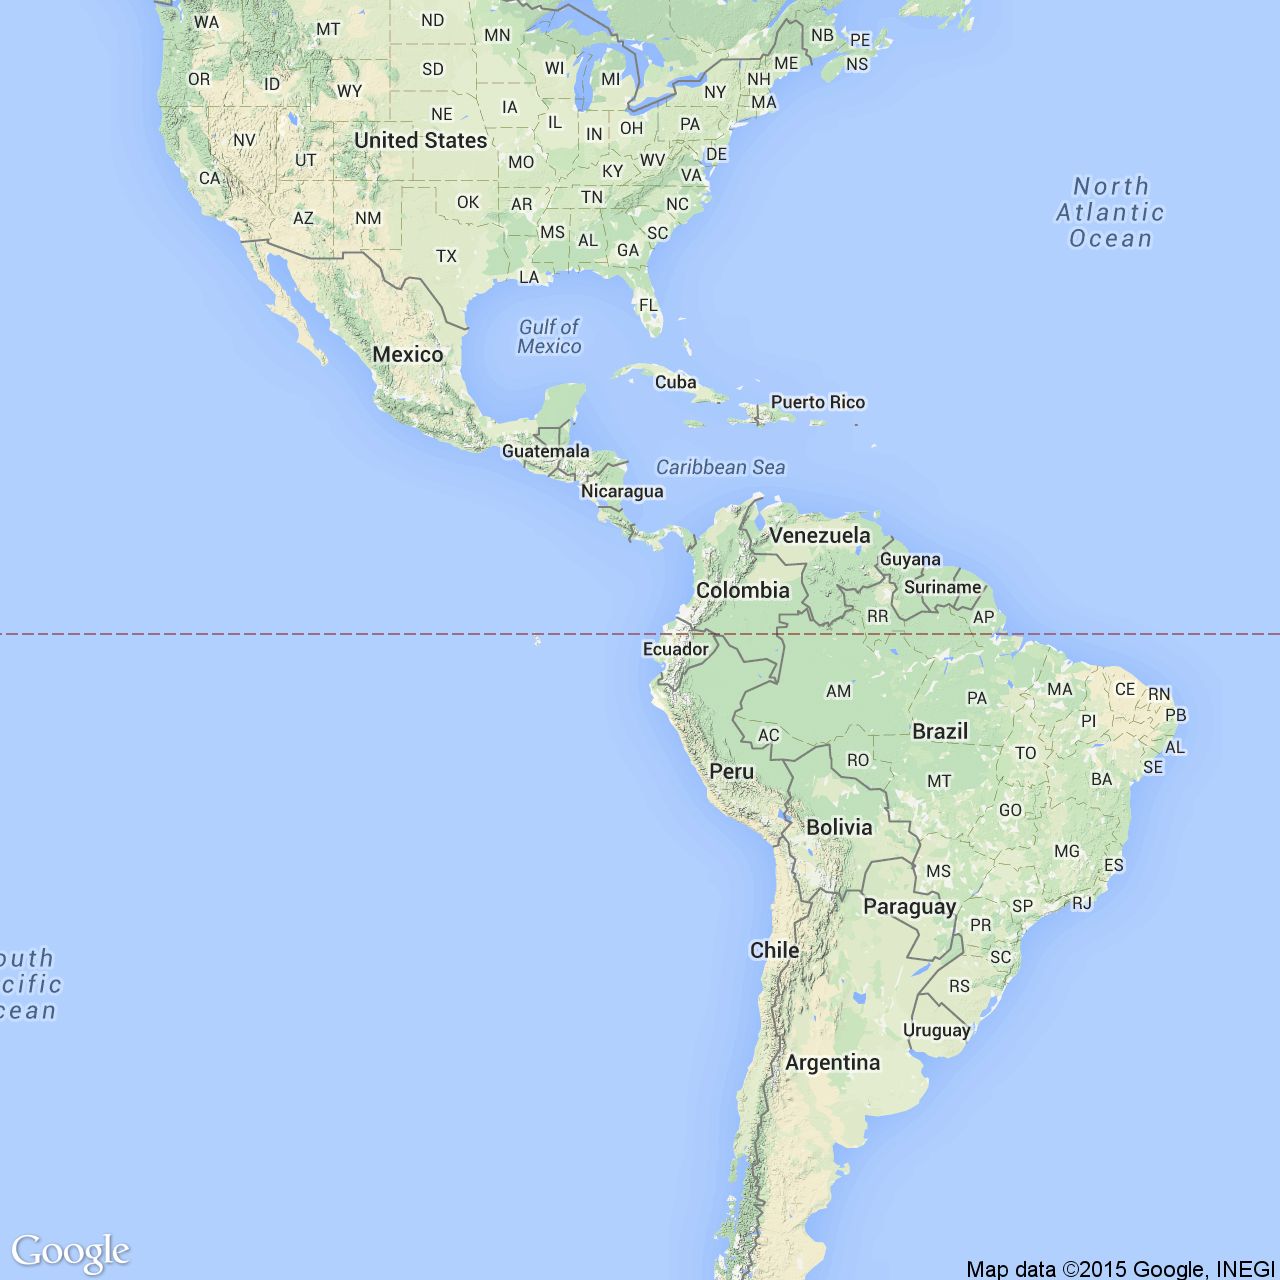 WA
MT
ND
MN
NB
PE
NS
OR
ID
WY
SD
WI
MI
ME
NH
NY
MA
NE
IA
IL
IN
OH
PA
NV
United States
UT
MO
KY
WV
DE
VA
CA
OK
AR
TN
NC
AZ
NM
MS
AL
GA
SC
TX
LA
FL
North
Atlantic
Ocean
Gulf of
Mexico
Mexico
Cuba
Puerto Rico
Guatemala
Caribbean Sea
Nicaragua
Venezuela
Guyana
Colombia
Suriname
RR
AP
Ecuador
AM
PA
MA
CE
RN
PI
PB
AC
Brazil
AL
RO
TO
SE
Peru
MT
BA
GO
Bolivia
MG
ES
MS
Paraguay
SP
RJ
PR
Chile
SC
RS
outh
cific
cean
Uruguay
Argentina
Google
Map data ©2015 Google, INEGI